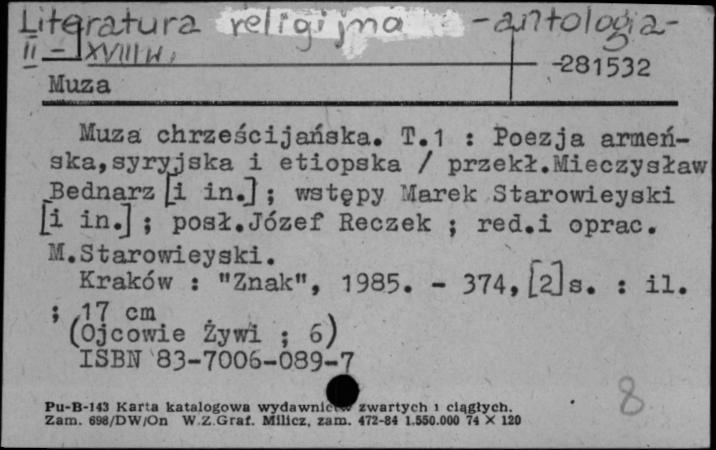 Literatura religijna - antologia -
II - XVIII w.
281532
Muza
Muza chrześcijańska. T.1 : Poezja armeń-
ska,syryjska i etiopska / przekł.Mieczysław
Bednarz [i in.] ; wstępy Marek Starowieyski
[i in.] ; posł.Józef Reczek ; red.i oprac.
M.Starowieyski.
Kraków : "Znak", 1985. - 374,[2]s. : il.
; 17 cm
(Ojcowie Żywi ; 6)
ISBN 83-7006-089-7
8
Pu-B-143 Karta katalogowa wydawnictw zwartych i ciągłych.
Zam. 698/DW/On W.Z.Graf. Milicz, zam. 472-84 1.550.000 74 × 120